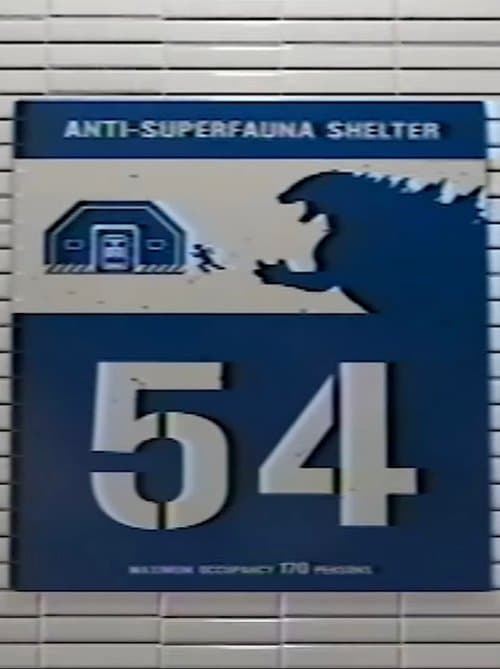 ANTI-SUPERFAUNA SHELTER
54
MAXIMUM OCCUPANCY 170 PERSONS